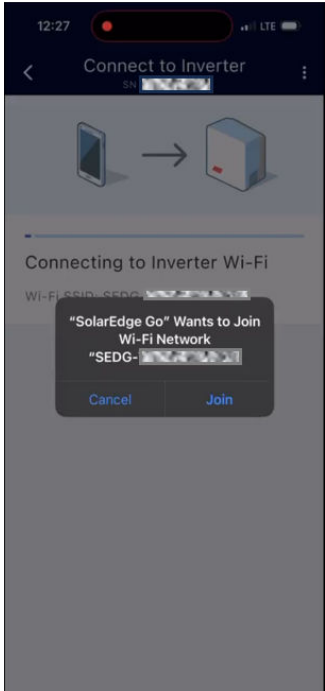 12:27
LTE
Connect to Inverter
SN
Connecting to Inverter Wi-Fi
Wi-Fi SSID: SEDG-
“SolarEdge Go” Wants to Join
Wi-Fi Network
“SEDG-
Cancel
Join